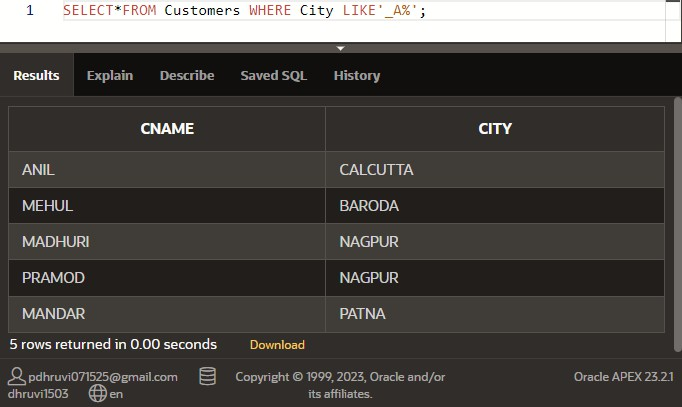 1 SELECT*FROM Customers WHERE City LIKE'_A%';
Results Explain Describe Saved SQL History
CNAME CITY
ANIL CALCUTTA
MEHUL BARODA
MADHURI NAGPUR
PRAMOD NAGPUR
MANDAR PATNA
5 rows returned in 0.00 seconds Download
pdhruvi071525@gmail.com Copyright © 1999, 2023, Oracle and/or Oracle APEX 23.2.1
dhruvi1503 en its affiliates.